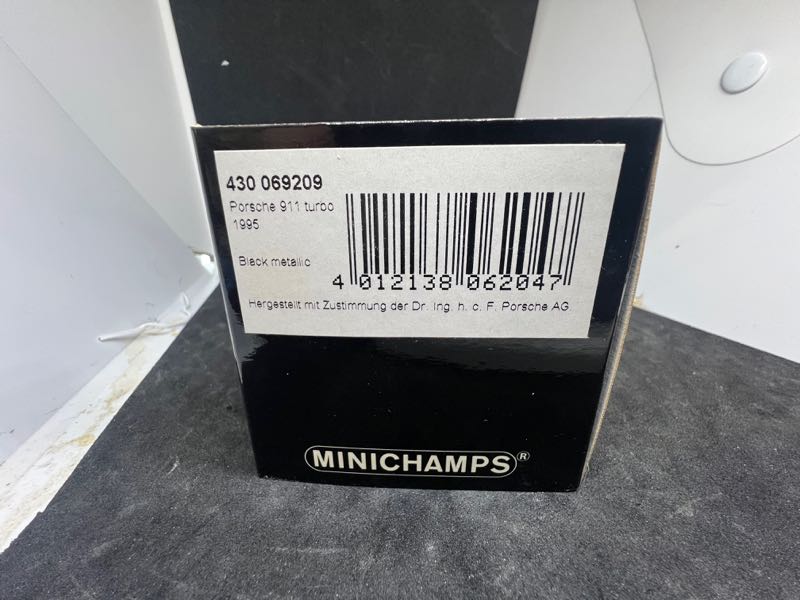 430 069209
Porsche 911 turbo
1995
Black metallic
4 012138 062047
Hergestellt mit Zustimmung der Dr. Ing. h. c. F. Porsche AG.
MINICHAMPS®